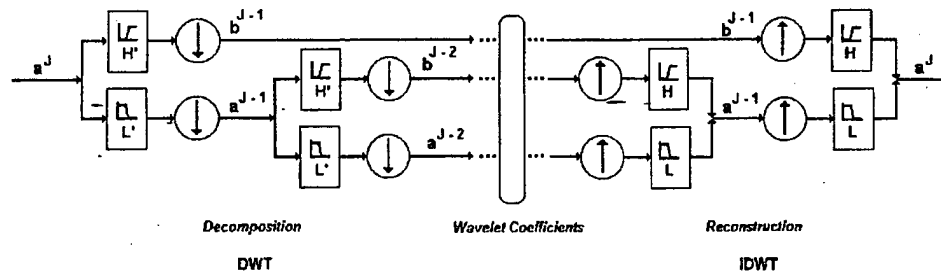 b^{J-1} b^{J-1}
H' H
a^J b^{J-2} a^{J-1} a^J
H' H
L' a^{J-1} a^{J-2} L
L' L
Decomposition Wavelet Coefficients Reconstruction
DWT IDWT